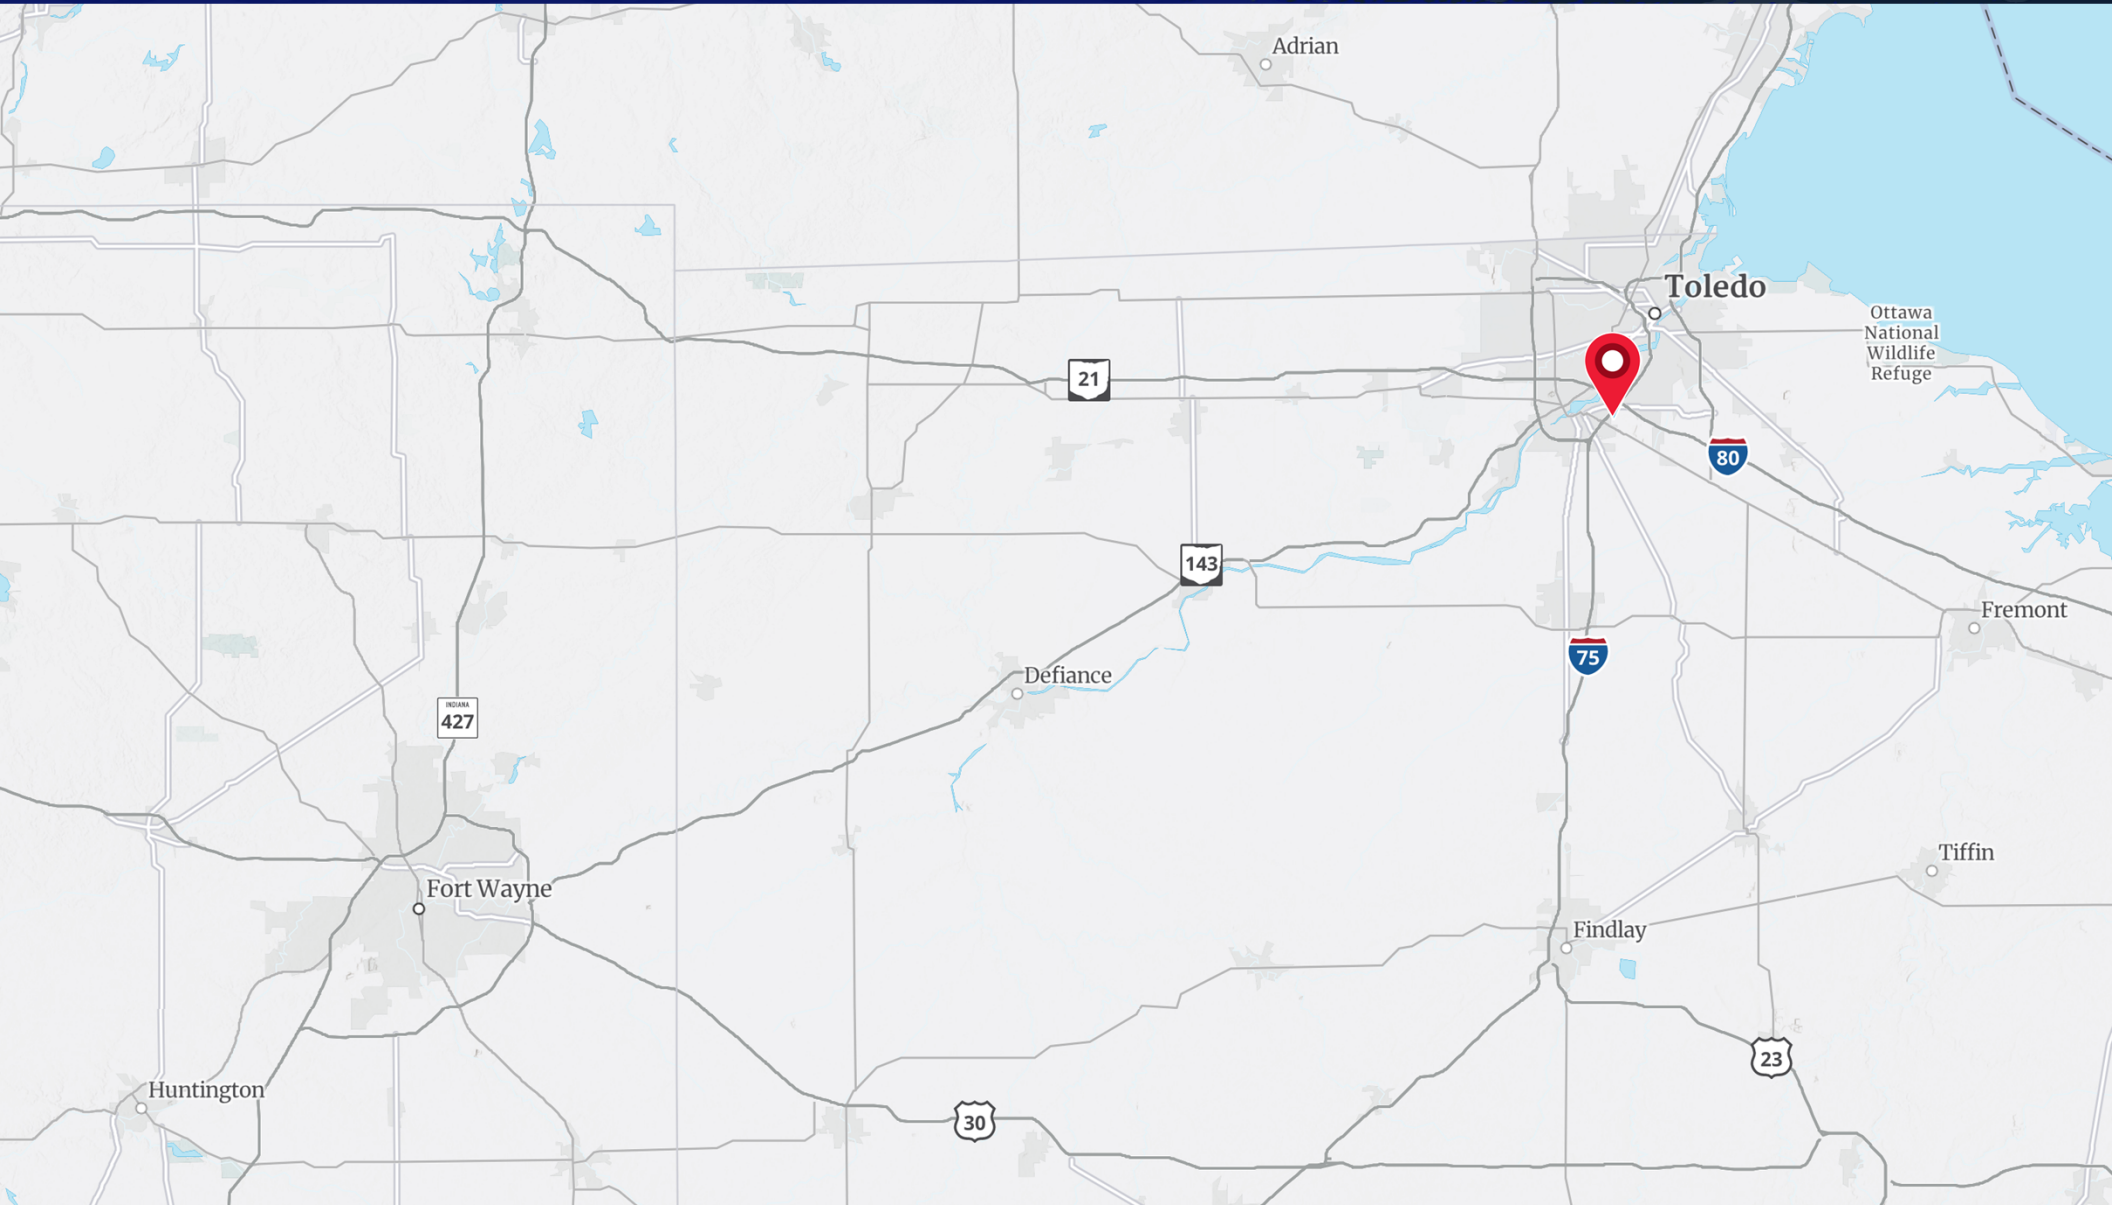 Adrian
Toledo
Ottawa
National
Wildlife
Refuge
21
80
143
Fremont
75
Defiance
INDIANA
427
Tiffin
Fort Wayne
Findlay
23
Huntington
30